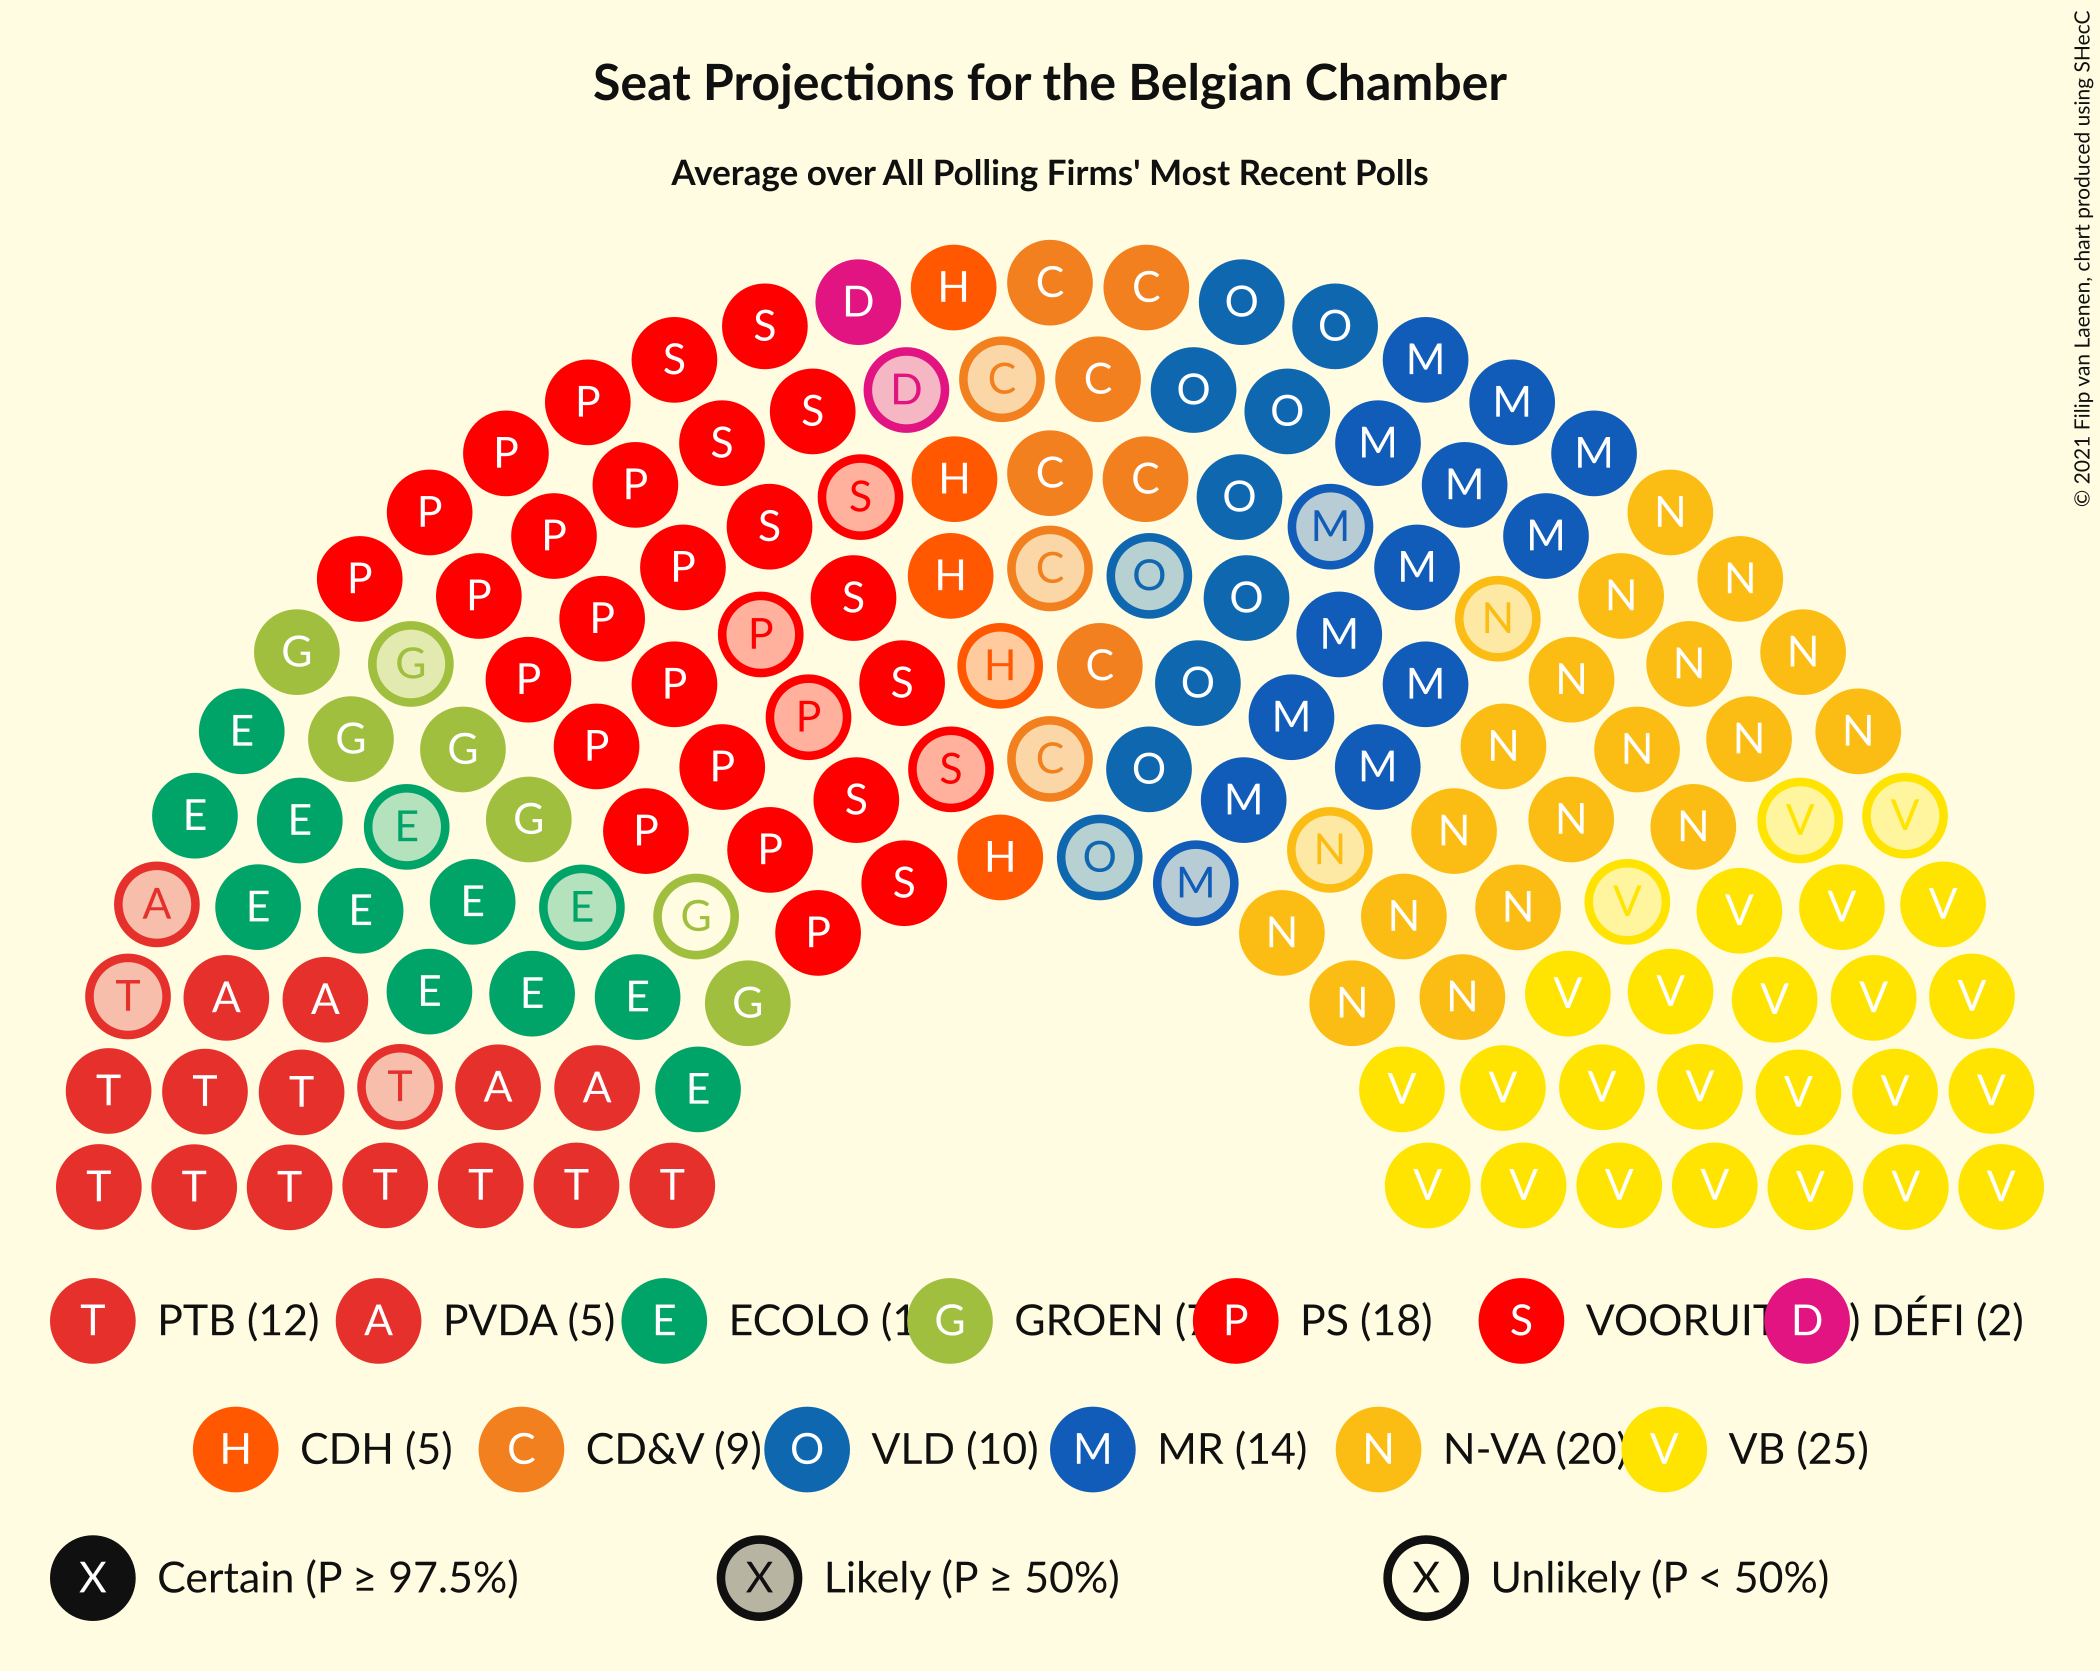 © 2021 Filip van Laenen, chart produced using SHecC
Seat Projections for the Belgian Chamber
Average over All Polling Firms' Most Recent Polls
S D H C C O O
P S S D C C O O M M
P S P S H C C O M M M
P P S M M N
P P P S H C O O M N N
P P M N
G G P P S H C O M N N N
E G G P P P S C O M M N N N N
E E E G P P S H O M N N N N V V
A E E E E G P S M N N N V V V V
T A A E E E G N N V V V V V
T T T T A A E V V V V V V V
T T T T T T T V V V V V V V
T PTB (12) A PVDA (5) E ECOLO (1 G GROEN ( P PS (18) S VOORUIT D ) DÉFI (2)
H CDH (5) C CD&V (9) O VLD (10) M MR (14) N N-VA (20) V VB (25)
X Certain (P ≥ 97.5%) X Likely (P ≥ 50%) X Unlikely (P < 50%)